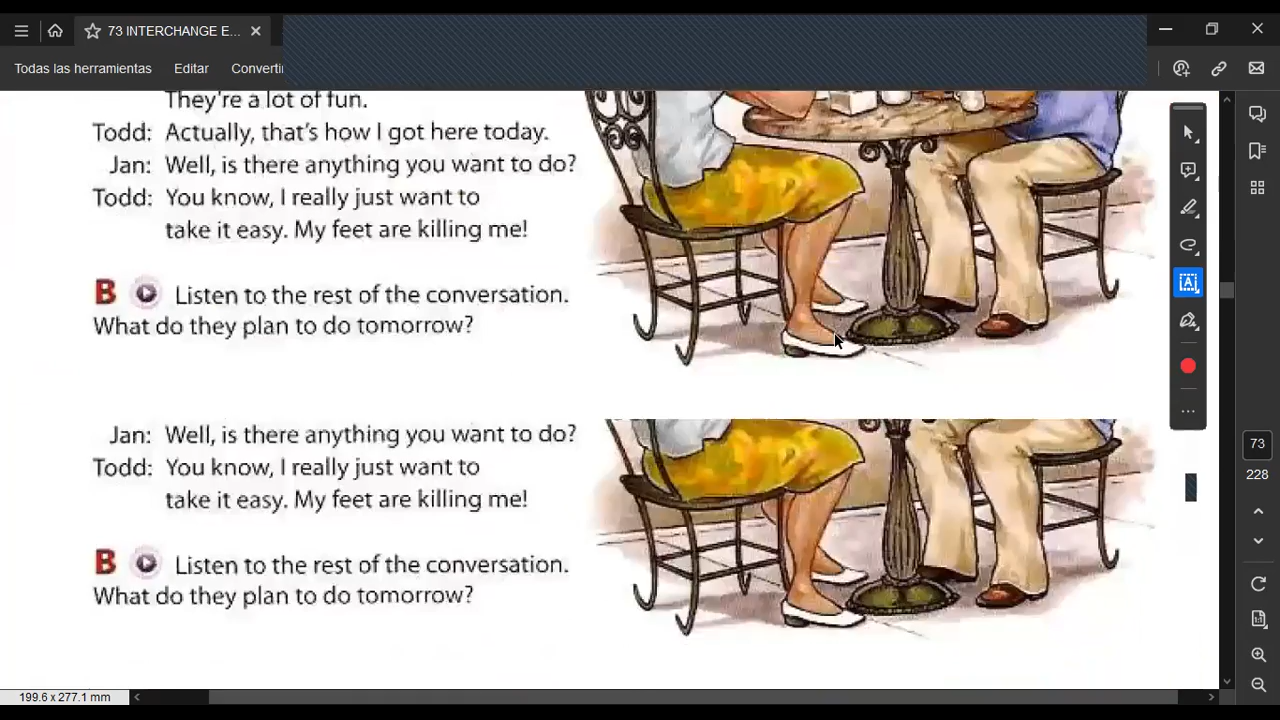 73 INTERCHANGE E...
Todas las herramientas Editar
They're a lot of fun.
Todd: Actually, that's how I got here today.
Jan: Well, is there anything you want to do?
Todd: You know, I really just want to
take it easy. My feet are killing me!
B Listen to the rest of the conversation.
What do they plan to do tomorrow?
Jan: Well, is there anything you want to do?
Todd: You know, I really just want to
take it easy. My feet are killing me!
B Listen to the rest of the conversation.
What do they plan to do tomorrow?
73
228
199.6 x 277.1 mm